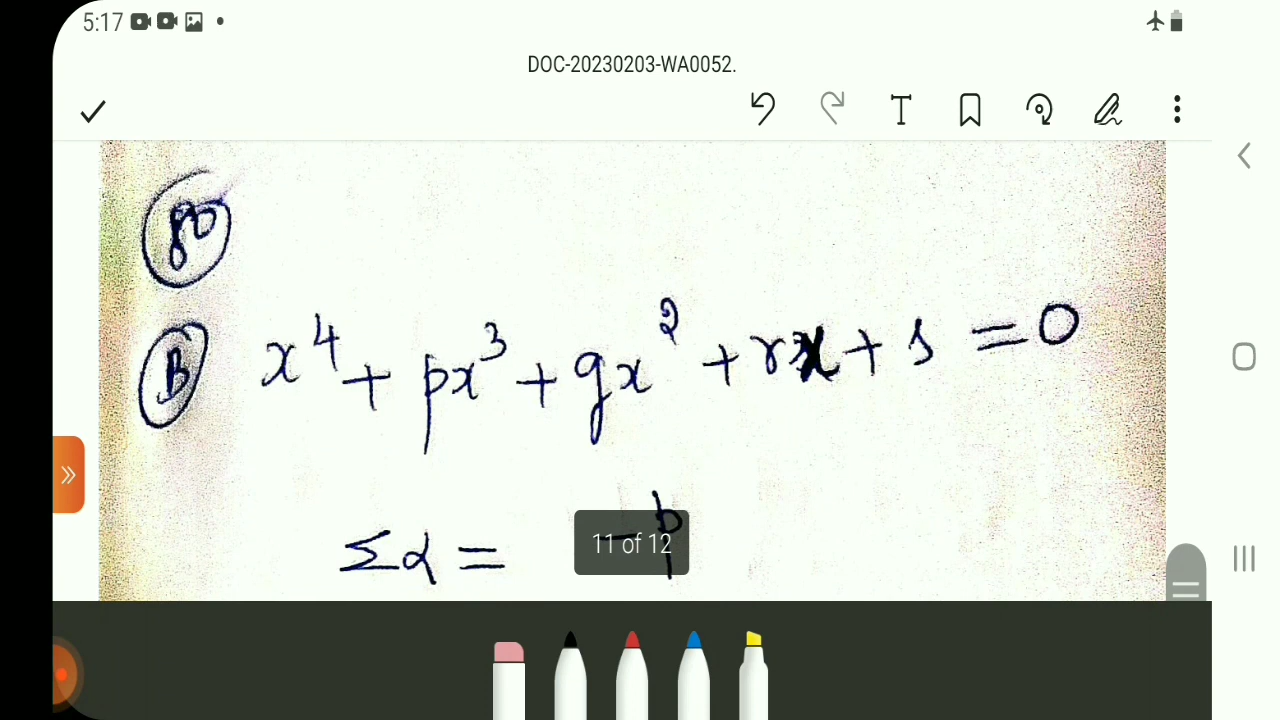 5:17
DOC-20230203-WA0052.
T
80
B x⁴ + px³ + qx² + rx + s = 0
Σα = -p
11 of 12